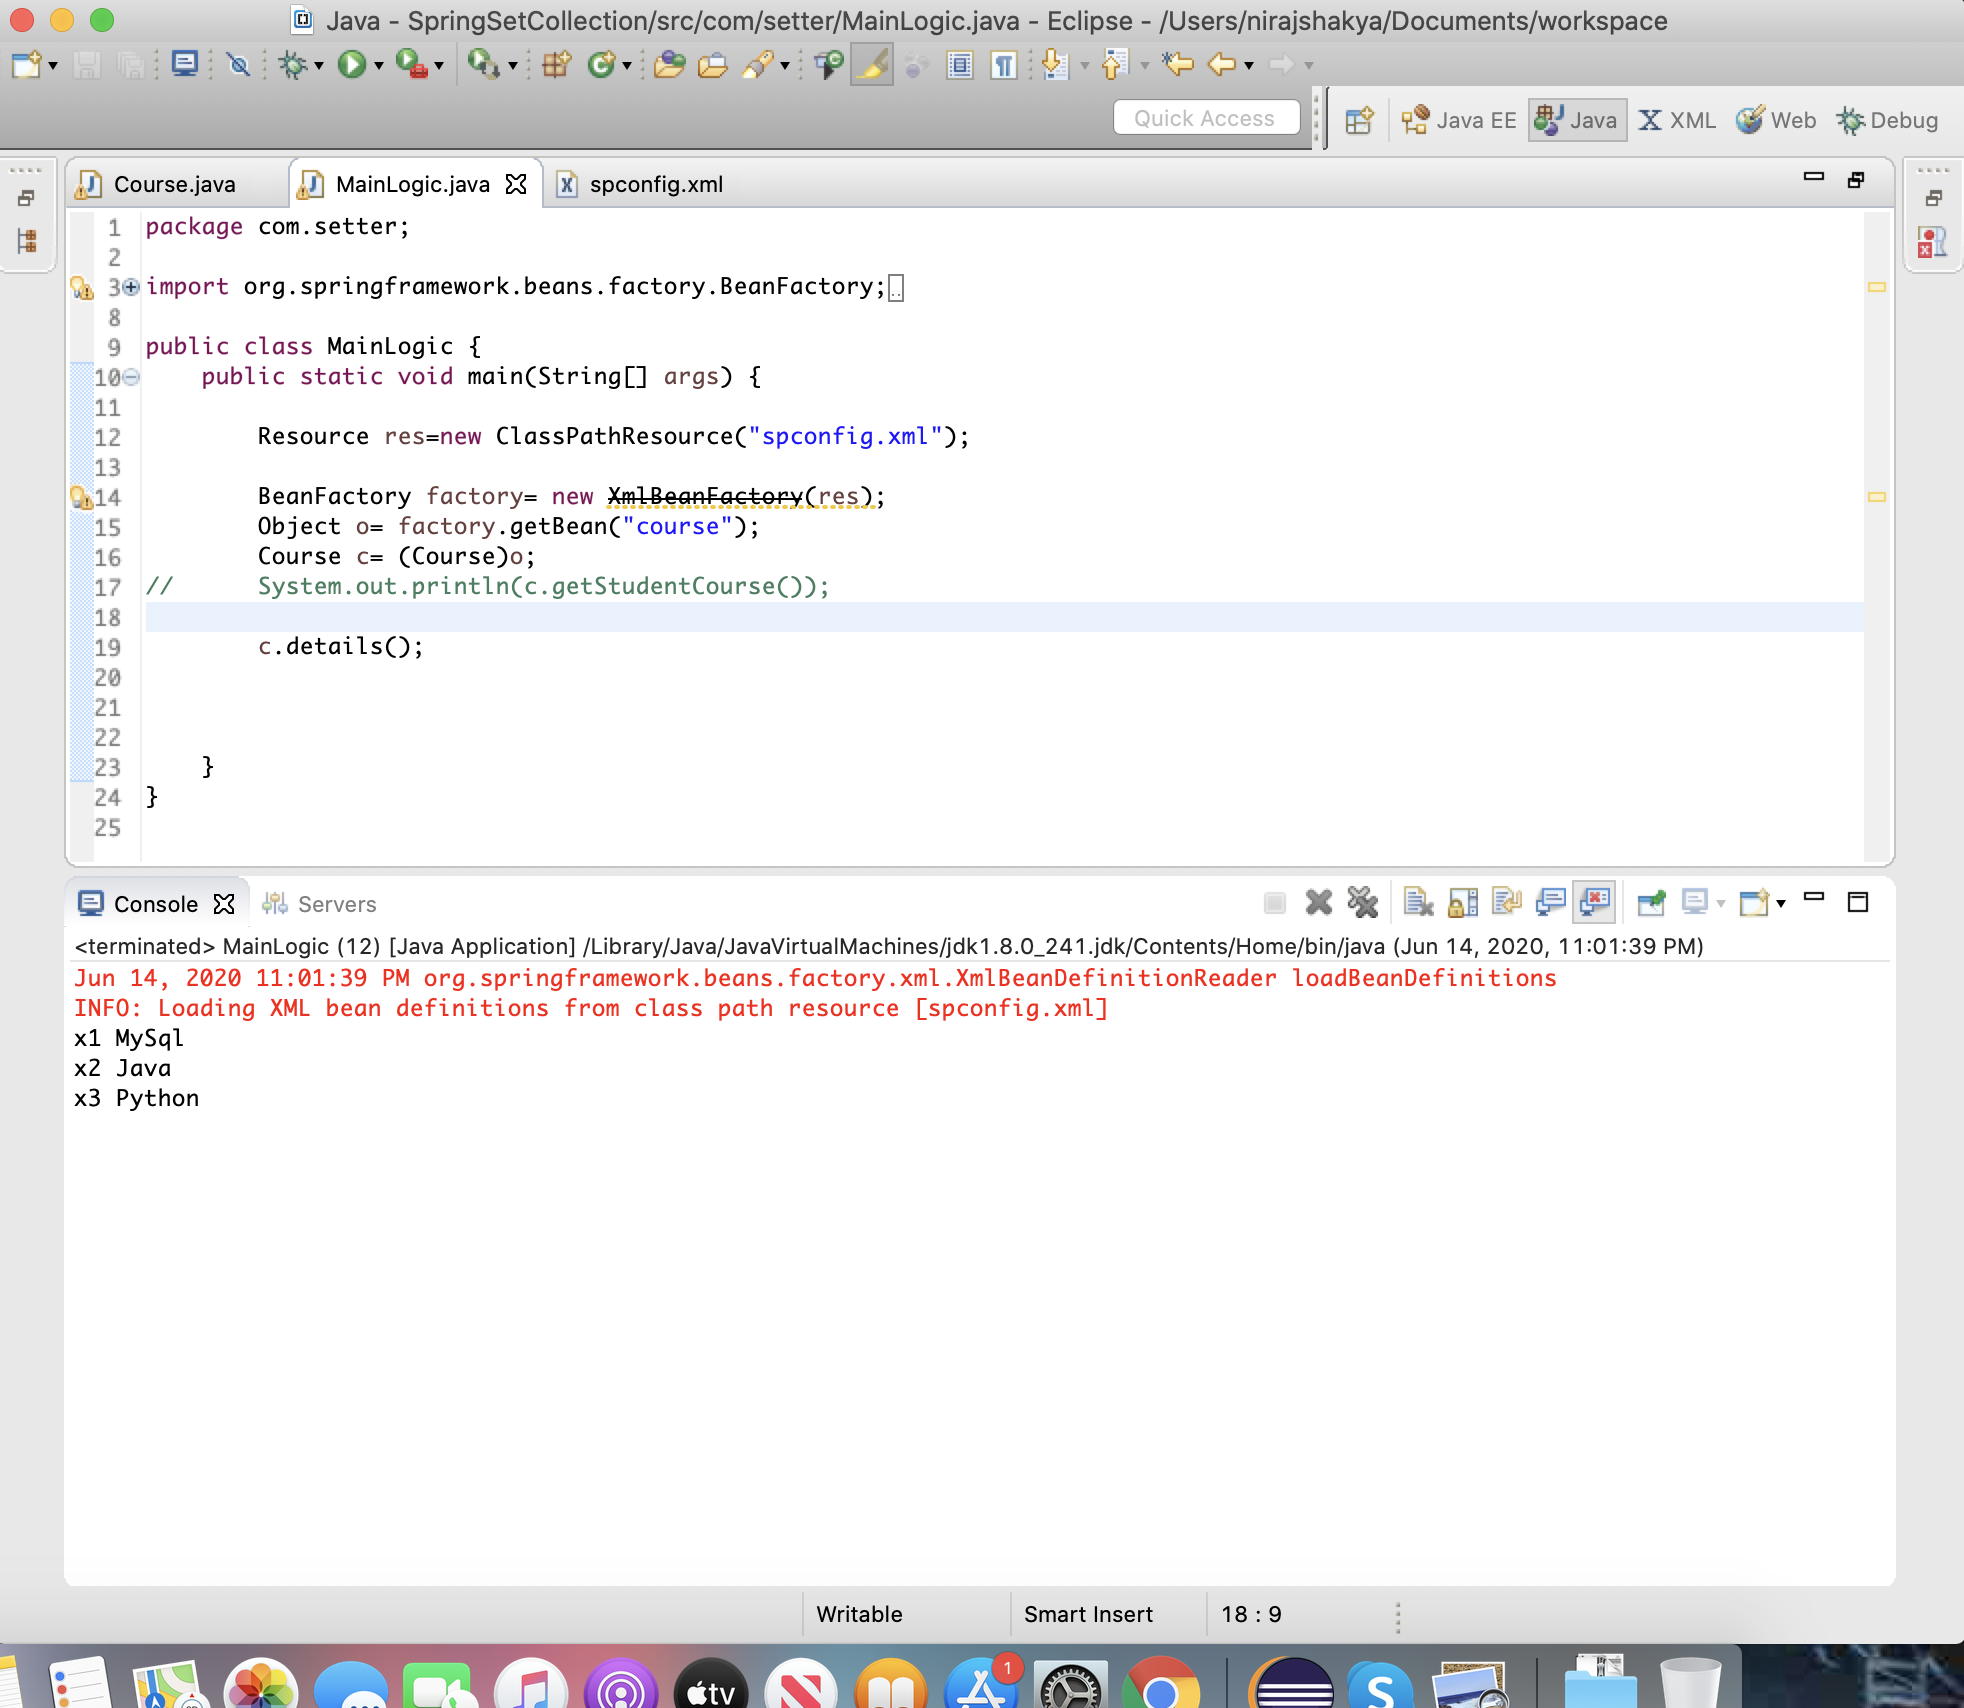 Java - SpringSetCollection/src/com/setter/MainLogic.java - Eclipse - /Users/nirajshakya/Documents/workspace
Quick Access
Java EE
Java
XML
Web
Debug
Course.java
MainLogic.java
spconfig.xml
1 package com.setter;
2
3 import org.springframework.beans.factory.BeanFactory;
8
9 public class MainLogic {
10 public static void main(String[] args) {
11
12 Resource res=new ClassPathResource("spconfig.xml");
13
14 BeanFactory factory= new XmlBeanFactory(res);
15 Object o= factory.getBean("course");
16 Course c= (Course)o;
17 // System.out.println(c.getStudentCourse());
18
19 c.details();
20
21
22
23 }
24 }
25
Console
Servers
<terminated> MainLogic (12) [Java Application] /Library/Java/JavaVirtualMachines/jdk1.8.0_241.jdk/Contents/Home/bin/java (Jun 14, 2020, 11:01:39 PM)
Jun 14, 2020 11:01:39 PM org.springframework.beans.factory.xml.XmlBeanDefinitionReader loadBeanDefinitions
INFO: Loading XML bean definitions from class path resource [spconfig.xml]
x1 MySql
x2 Java
x3 Python
Writable
Smart Insert
18 : 9
1
tv